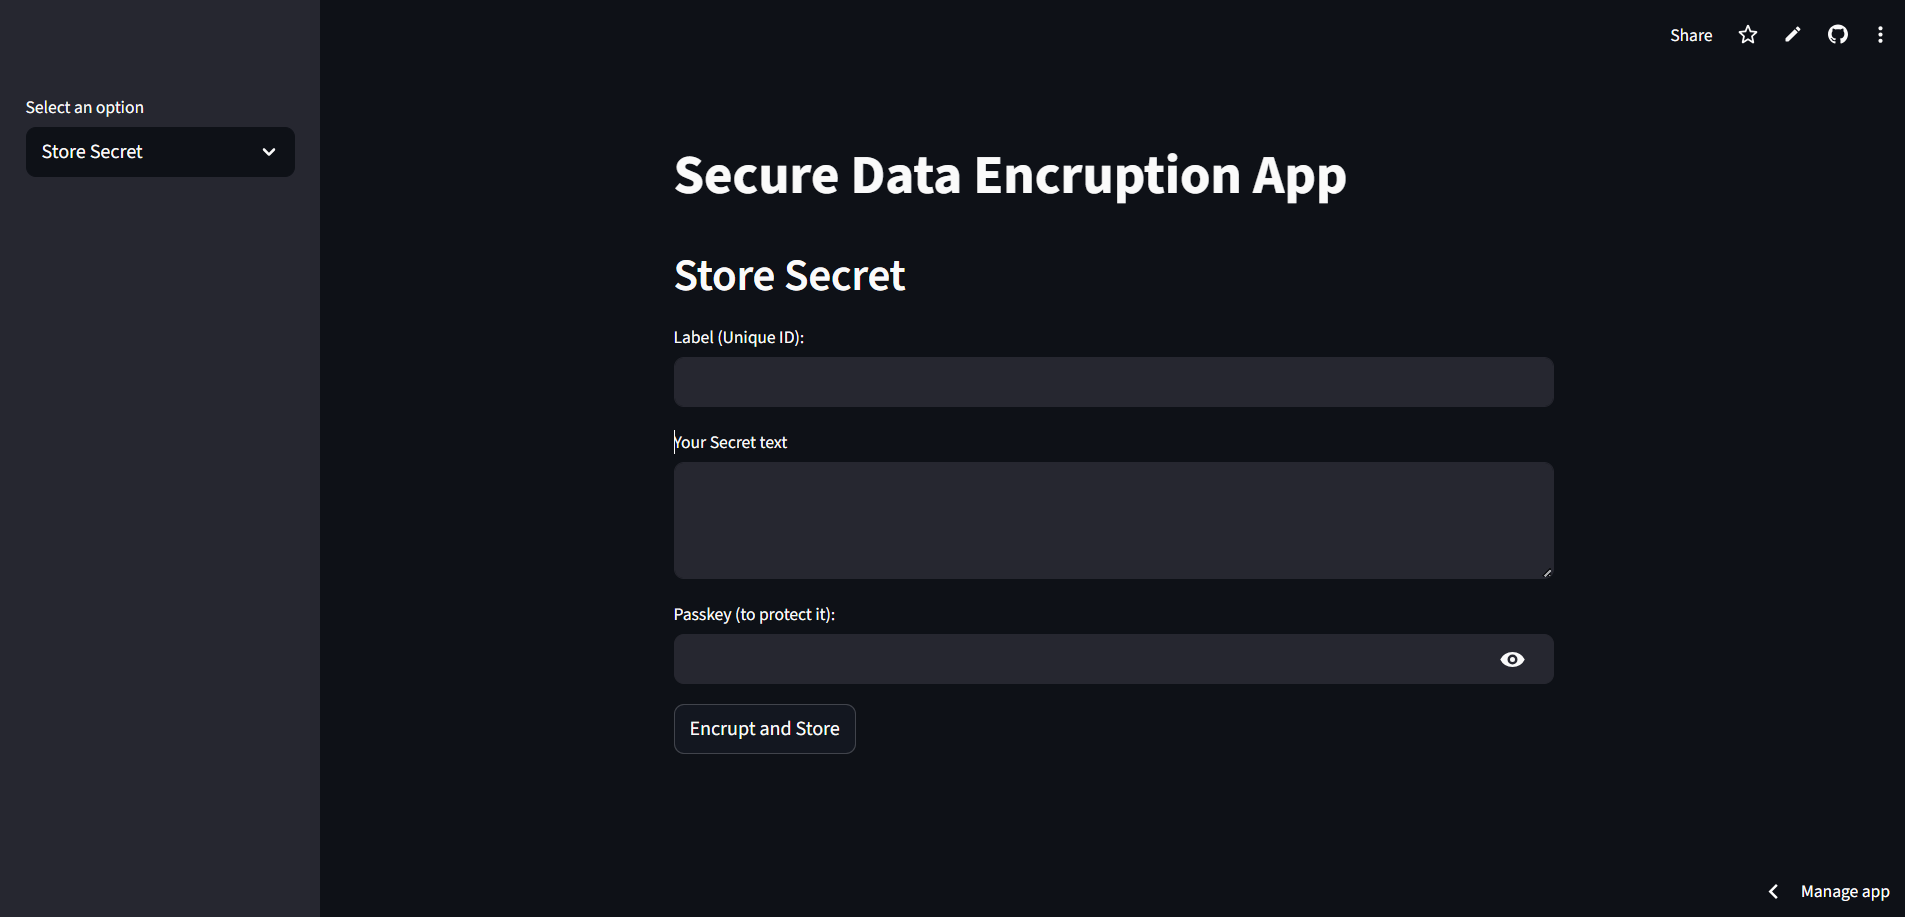 Share
Select an option
Store Secret
Secure Data Encruption App
Store Secret
Label (Unique ID):
Your Secret text
Passkey (to protect it):
Encrupt and Store
Manage app